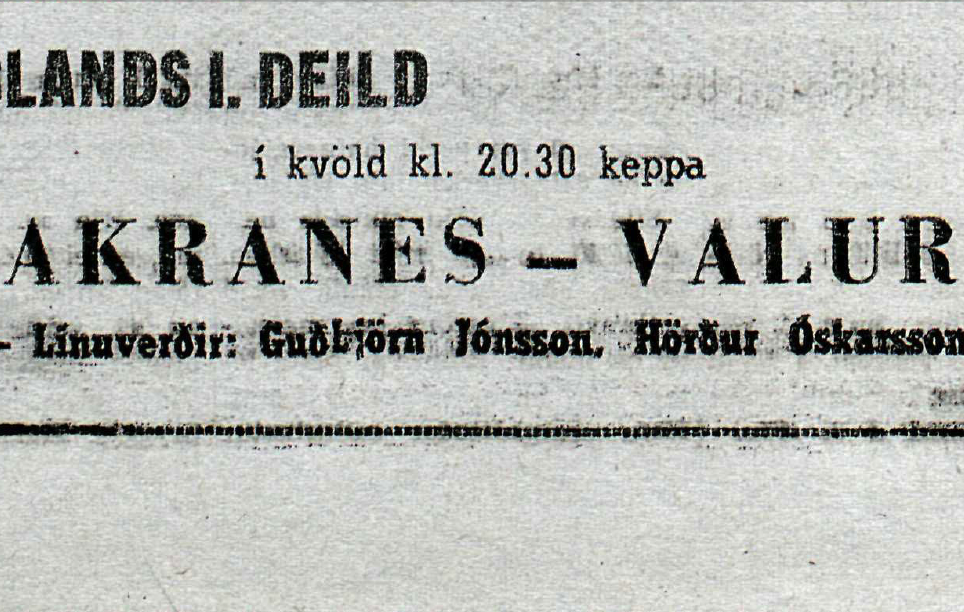 LANDS I. DEILD
í kvöld kl. 20.30 keppa
AKRANES — VALUR
— Línuverðir: Guðbjörn Jónsson, Hörður Óskarsson